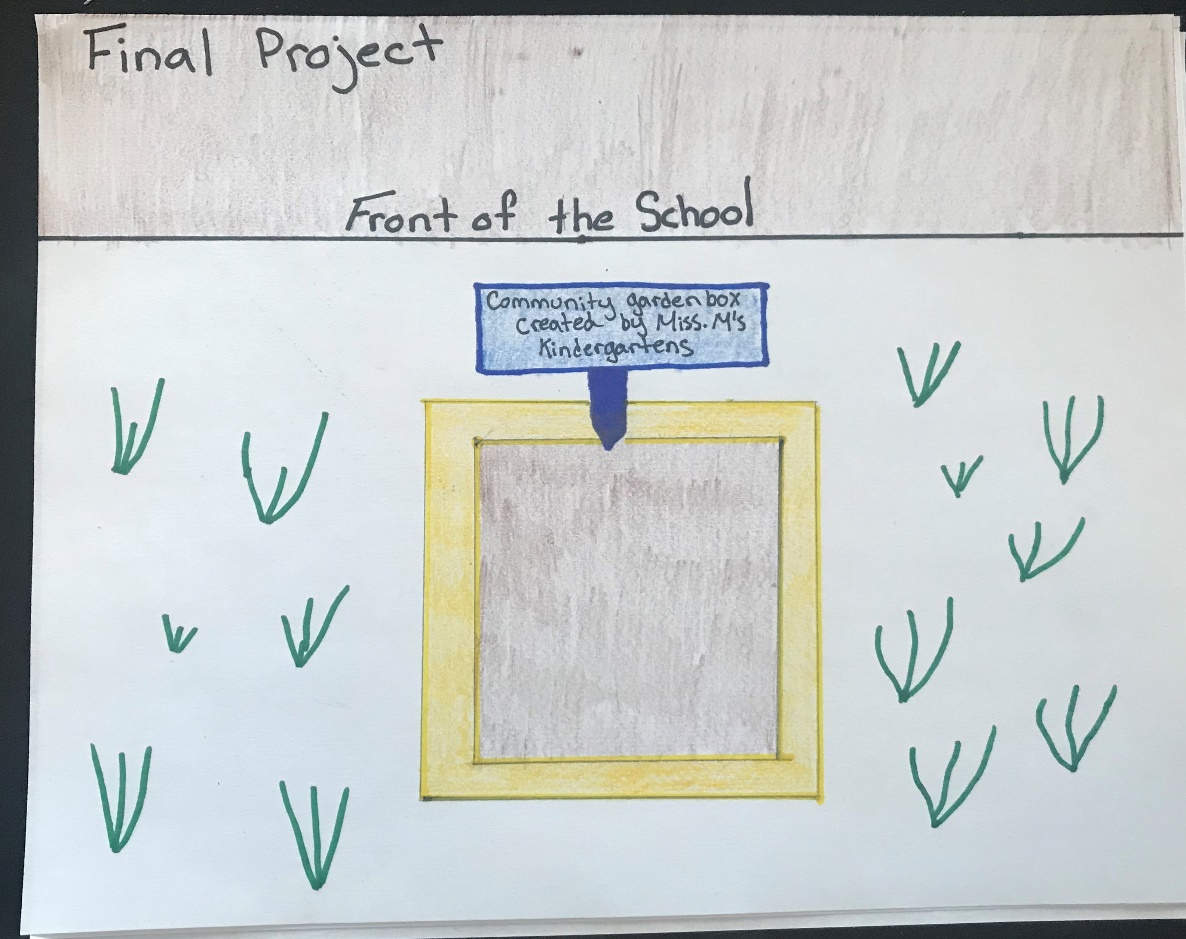 Final Project
Front of the School
Community garden box
created by Miss. M's
Kindergartens